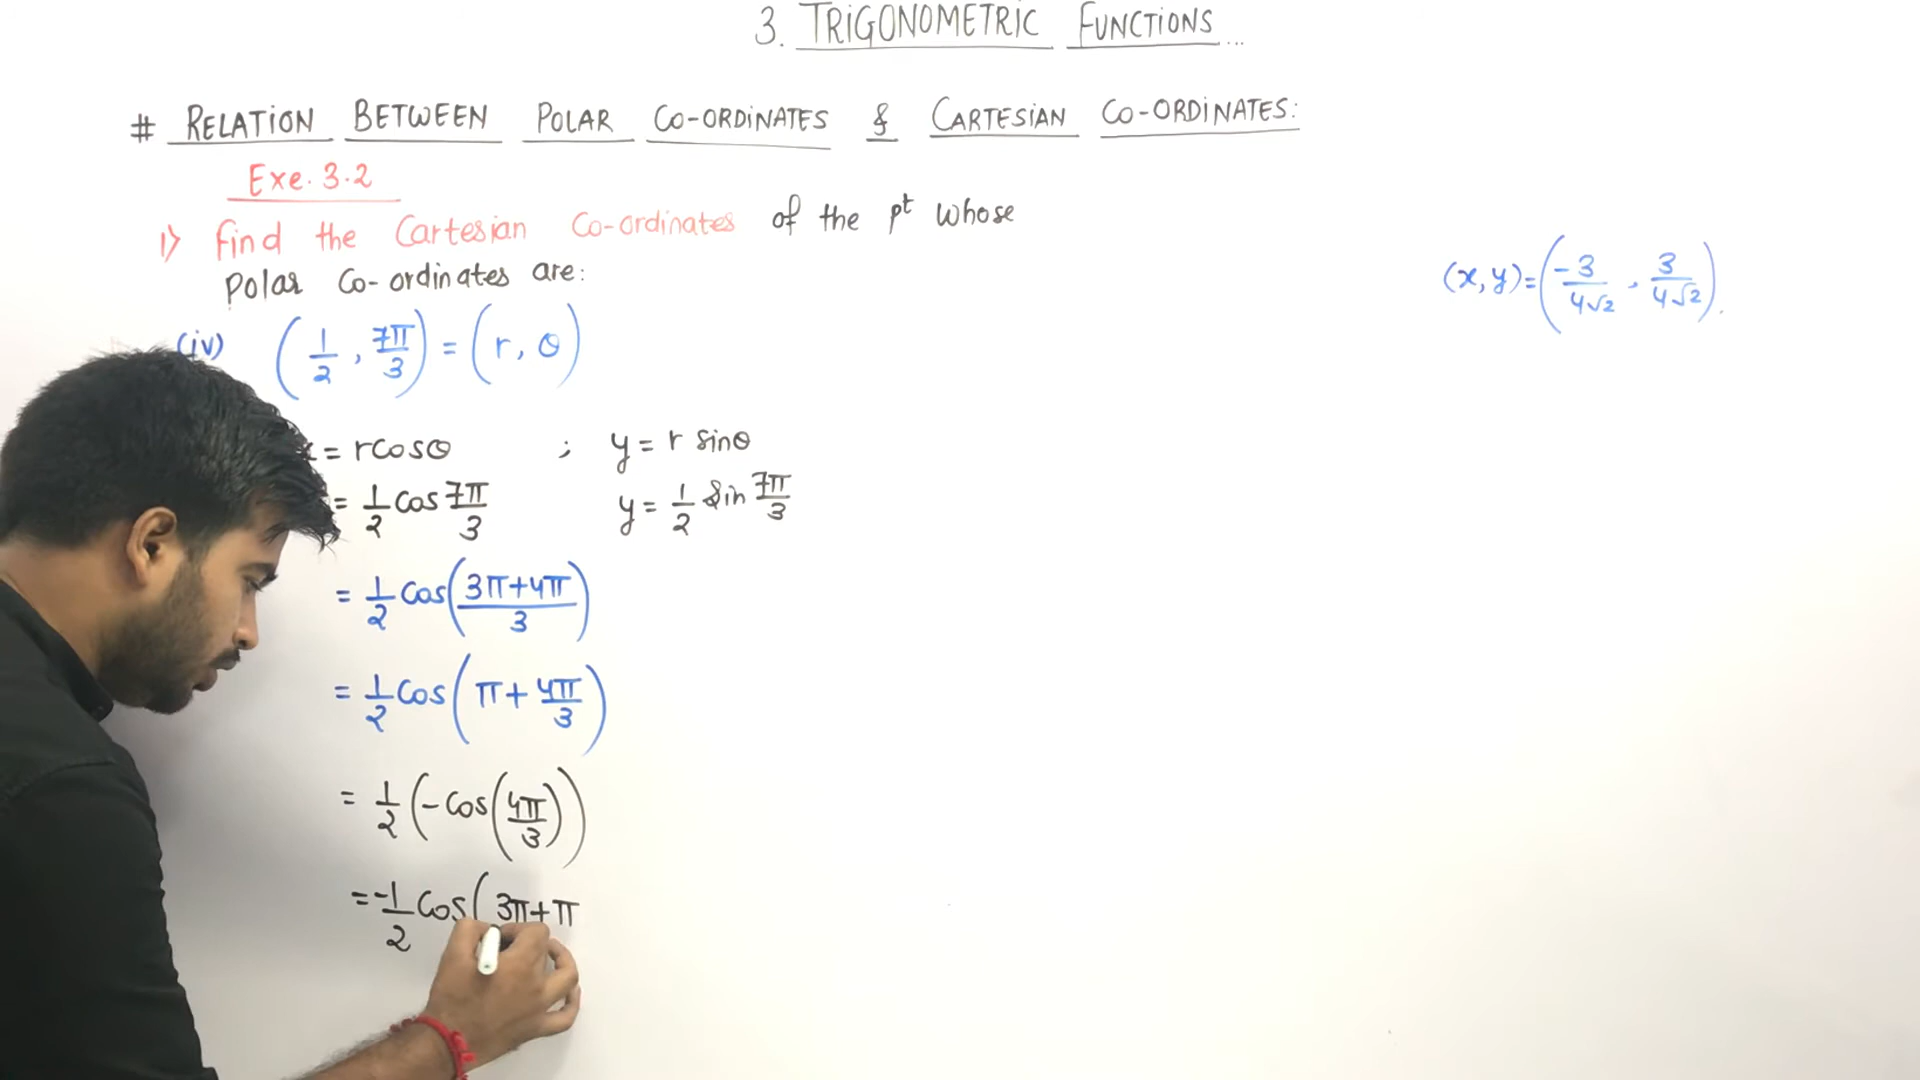 3. TRIGONOMETRIC FUNCTIONS...
# RELATION BETWEEN POLAR CO-ORDINATES & CARTESIAN CO-ORDINATES:
Exe. 3.2
1) Find the Cartesian Co-ordinates of the pt whose
Polar Co-ordinates are:
(x, y) = (-3/4√2, 3/4√2).
(iv) (1/2, 7π/3) = (r, θ)
x = r cosθ ; y = r sinθ
= 1/2 cos 7π/3 y = 1/2 sin 7π/3
= 1/2 cos((3π+4π)/3)
= 1/2 cos(π + 4π/3)
= 1/2 (-cos(4π/3))
= -1/2 cos(3π+π